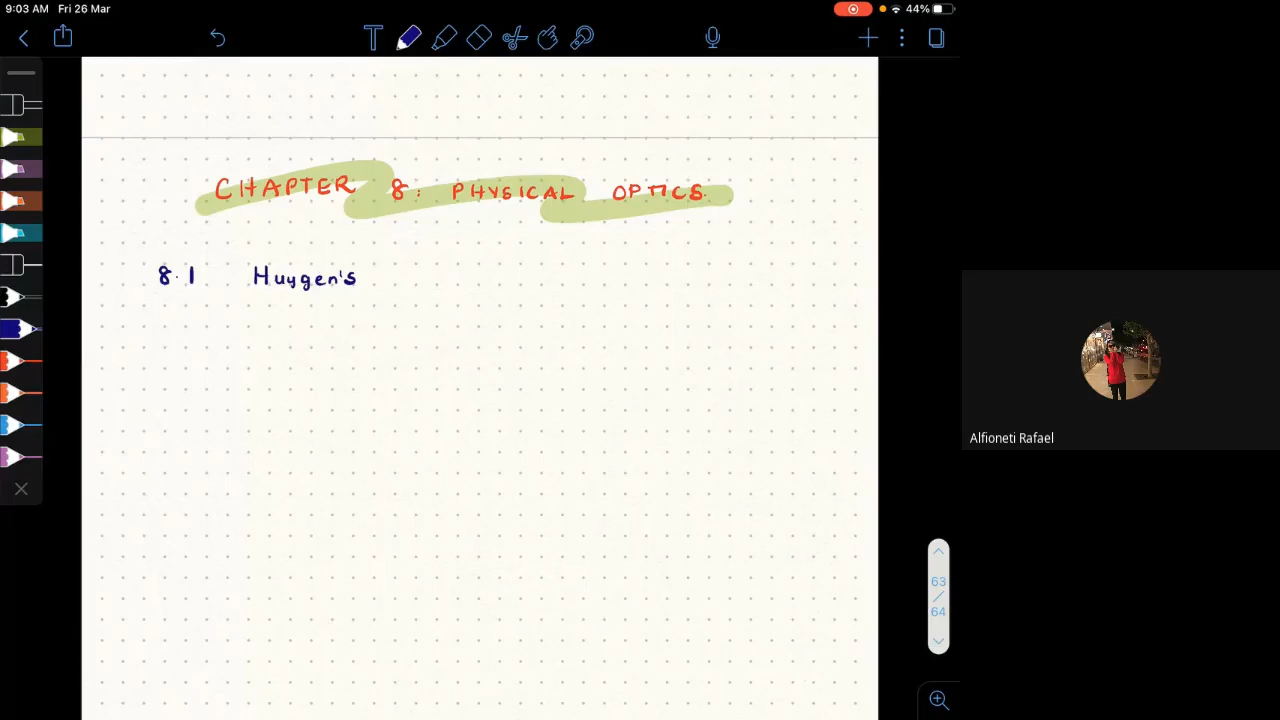 9:03 AM Fri 26 Mar
44%
CHAPTER 8: PHYSICAL OPTICS
8.1 Huygen's
Alfioneti Rafael
63
/
64